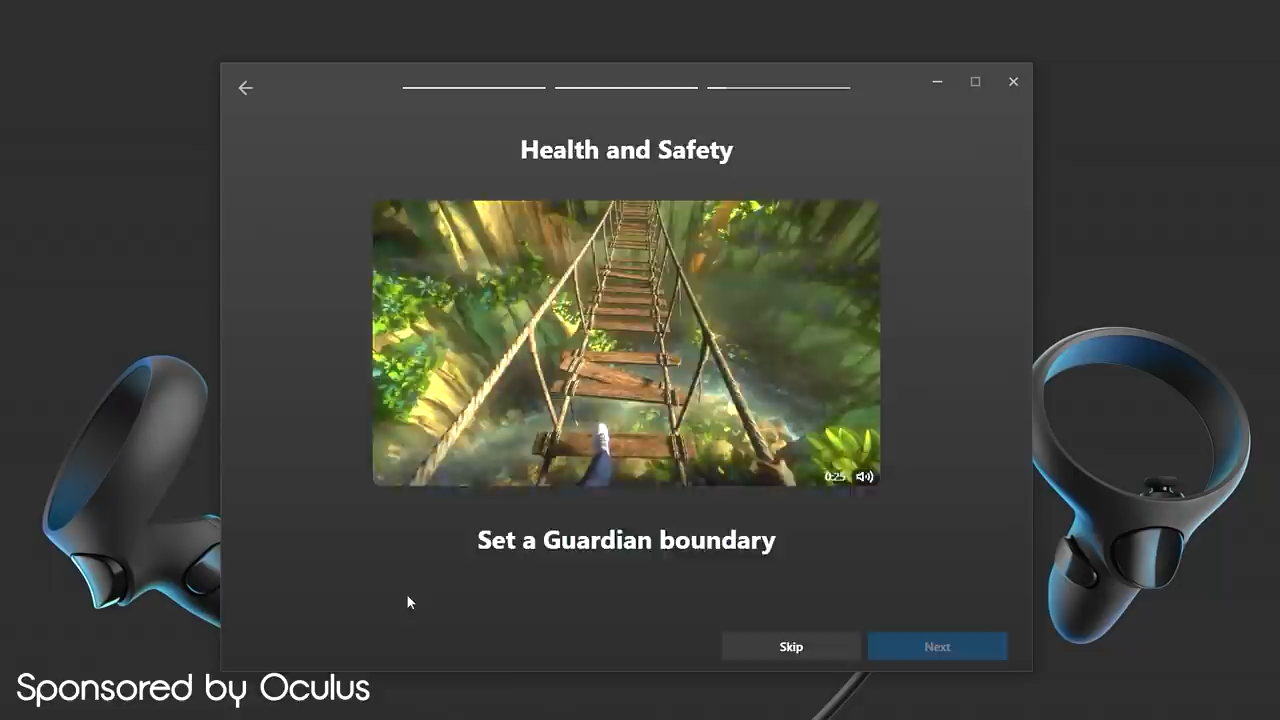 Health and Safety
0:25
Set a Guardian boundary
Skip
Next
Sponsored by Oculus